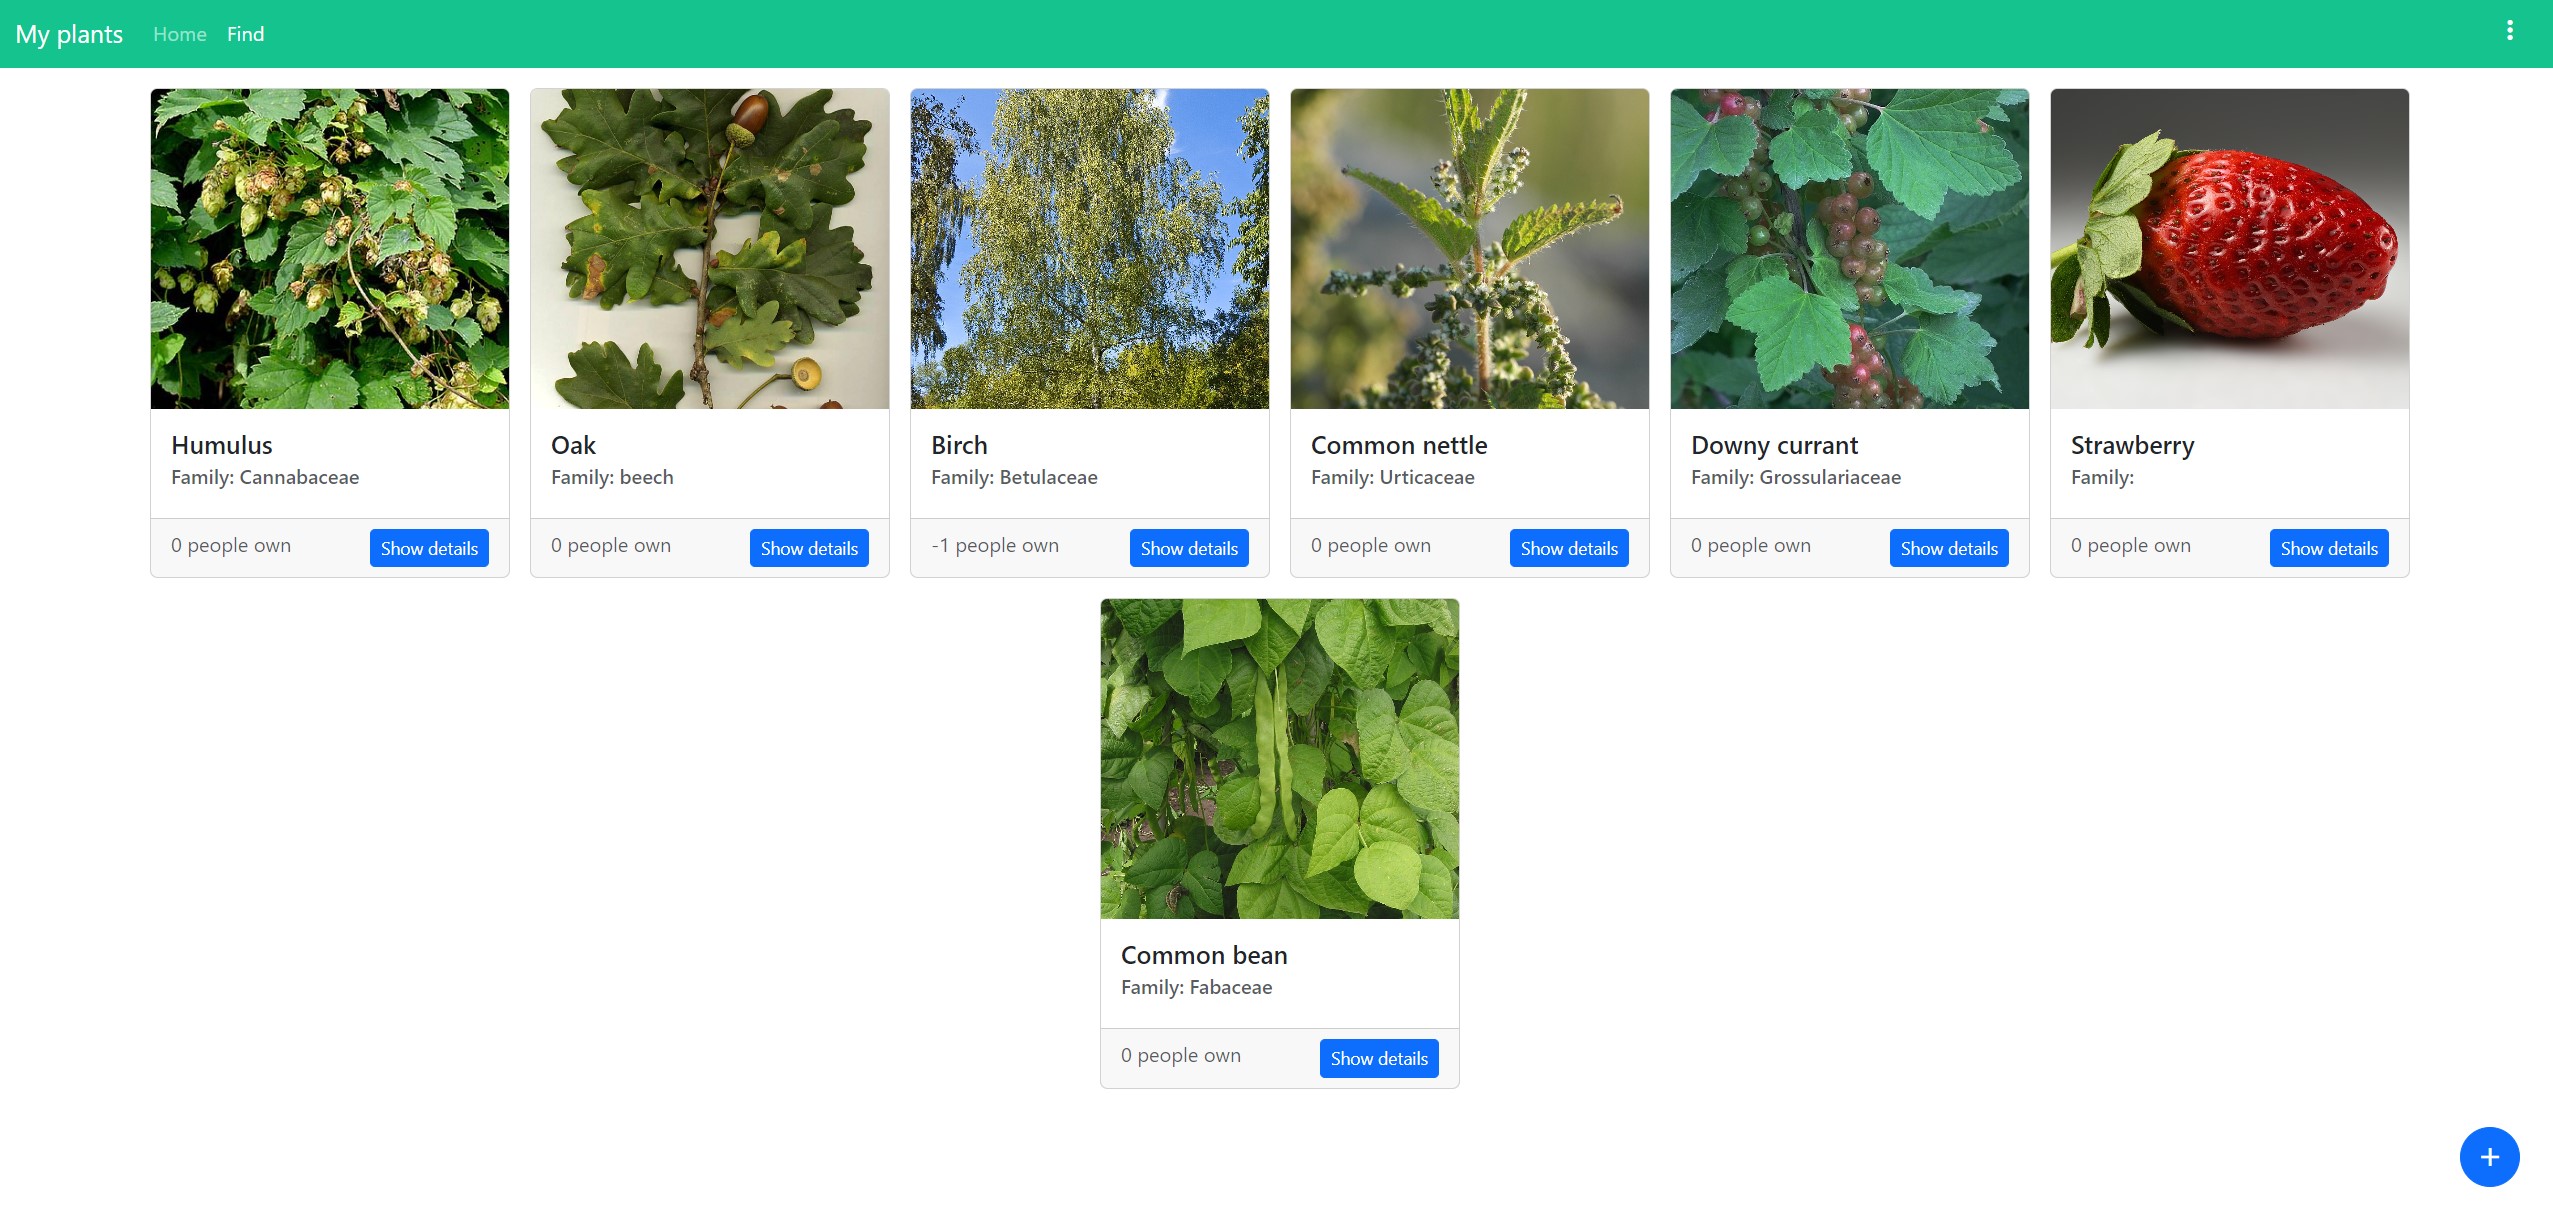 My plants Home Find
Humulus
Family: Cannabaceae
0 people own Show details
Oak
Family: beech
0 people own Show details
Birch
Family: Betulaceae
-1 people own Show details
Common nettle
Family: Urticaceae
0 people own Show details
Downy currant
Family: Grossulariaceae
0 people own Show details
Strawberry
Family:
0 people own Show details
Common bean
Family: Fabaceae
0 people own Show details